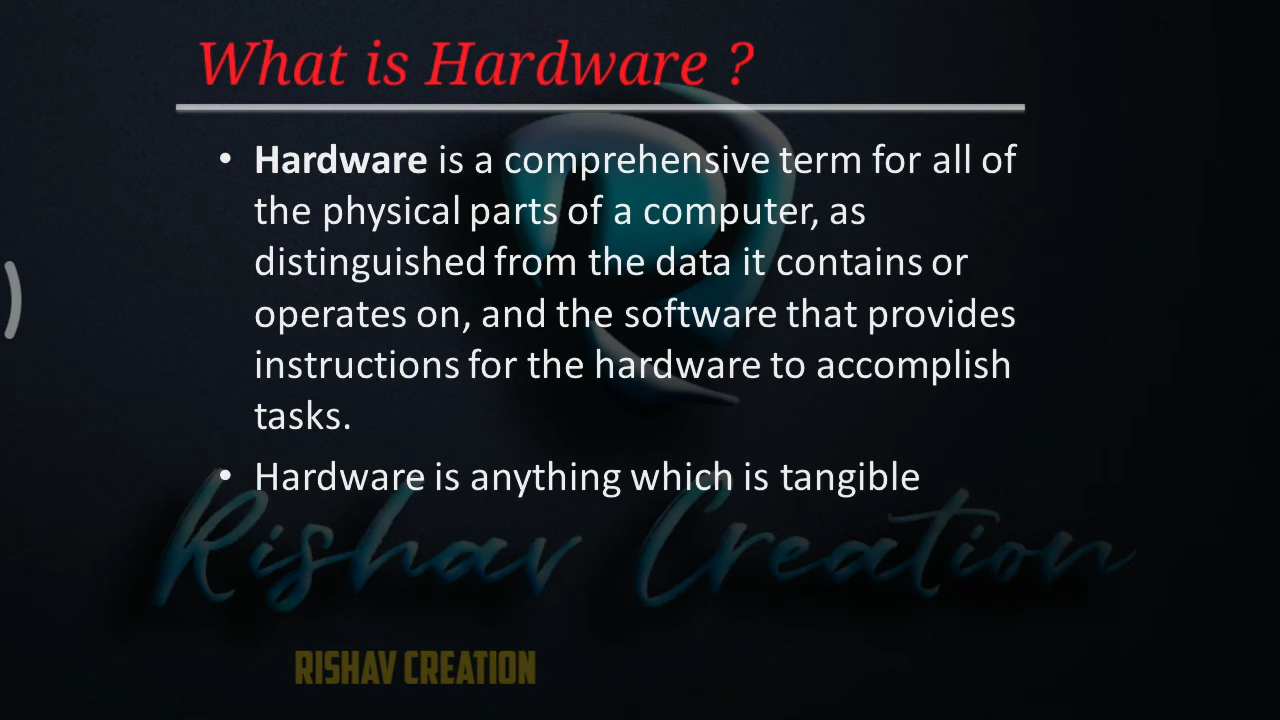 What is Hardware ?
• Hardware is a comprehensive term for all of
the physical parts of a computer, as
distinguished from the data it contains or
operates on, and the software that provides
instructions for the hardware to accomplish
tasks.
• Hardware is anything which is tangible
Rishav Creation
RISHAV CREATION